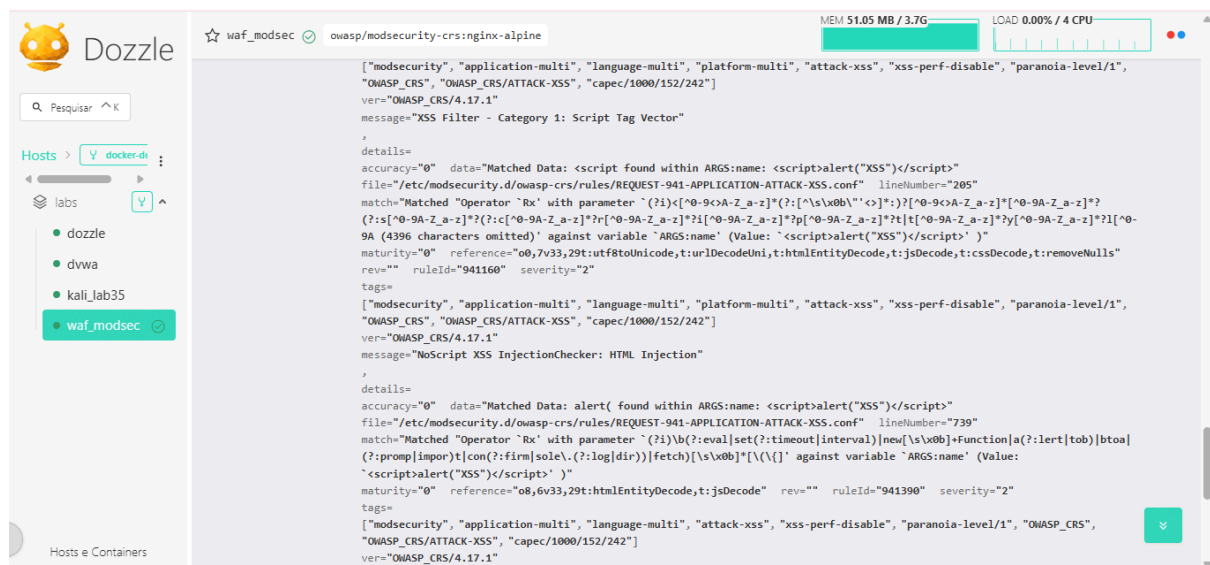 Dozzle
Pesquisar ^ K
Hosts > docker-de
labs
dozzle
dvwa
kali_lab35
waf_modsec
Hosts e Containers
waf_modsec owasp/modsecurity-crs:nginx-alpine
MEM 51.05 MB / 3.7G
LOAD 0.00% / 4 CPU
["modsecurity", "application-multi", "language-multi", "platform-multi", "attack-xss", "xss-perf-disable", "paranoia-level/1",
"OWASP_CRS", "OWASP_CRS/ATTACK-XSS", "capec/1000/152/242"]
ver="OWASP_CRS/4.17.1"
message="XSS Filter - Category 1: Script Tag Vector"
,
details=
accuracy="0" data="Matched Data: <script found within ARGS:name: <script>alert("XSS")</script>"
file="/etc/modsecurity.d/owasp-crs/rules/REQUEST-941-APPLICATION-ATTACK-XSS.conf" lineNumber="205"
match="Matched "Operator `Rx' with parameter `(?i)<[^0-9<>A-Z_a-z]*(?:[^\s\x0b\"'<>]*:)?[^0-9<>A-Z_a-z]*[^0-9A-Z_a-z]*?
(?:s[^0-9A-Z_a-z]*?(?:c[^0-9A-Z_a-z]*?r[^0-9A-Z_a-z]*?i[^0-9A-Z_a-z]*?p[^0-9A-Z_a-z]*?t|t[^0-9A-Z_a-z]*?y[^0-9A-Z_a-z]*?l[^0-
9A (4396 characters omitted)' against variable `ARGS:name' (Value: `<script>alert("XSS")</script>' )"
maturity="0" reference="o0,7v33,29t:utf8toUnicode,t:urlDecodeUni,t:htmlEntityDecode,t:jsDecode,t:cssDecode,t:removeNulls"
rev="" ruleId="941160" severity="2"
tags=
["modsecurity", "application-multi", "language-multi", "platform-multi", "attack-xss", "xss-perf-disable", "paranoia-level/1",
"OWASP_CRS", "OWASP_CRS/ATTACK-XSS", "capec/1000/152/242"]
ver="OWASP_CRS/4.17.1"
message="NoScript XSS InjectionChecker: HTML Injection"
,
details=
accuracy="0" data="Matched Data: alert( found within ARGS:name: <script>alert("XSS")</script>"
file="/etc/modsecurity.d/owasp-crs/rules/REQUEST-941-APPLICATION-ATTACK-XSS.conf" lineNumber="739"
match="Matched "Operator `Rx' with parameter `(?i)\b(?:eval|set(?:timeout|interval)|new[\s\x0b]+Function|a(?:lert|tob)|btoa|
(?:promp|impor)t|con(?:firm|sole\.(?:log|dir))|fetch)[\s\x0b]*[\(\{]' against variable `ARGS:name' (Value:
`<script>alert("XSS")</script>' )"
maturity="0" reference="o8,6v33,29t:htmlEntityDecode,t:jsDecode" rev="" ruleId="941390" severity="2"
tags=
["modsecurity", "application-multi", "language-multi", "attack-xss", "xss-perf-disable", "paranoia-level/1", "OWASP_CRS",
"OWASP_CRS/ATTACK-XSS", "capec/1000/152/242"]
ver="OWASP_CRS/4.17.1"